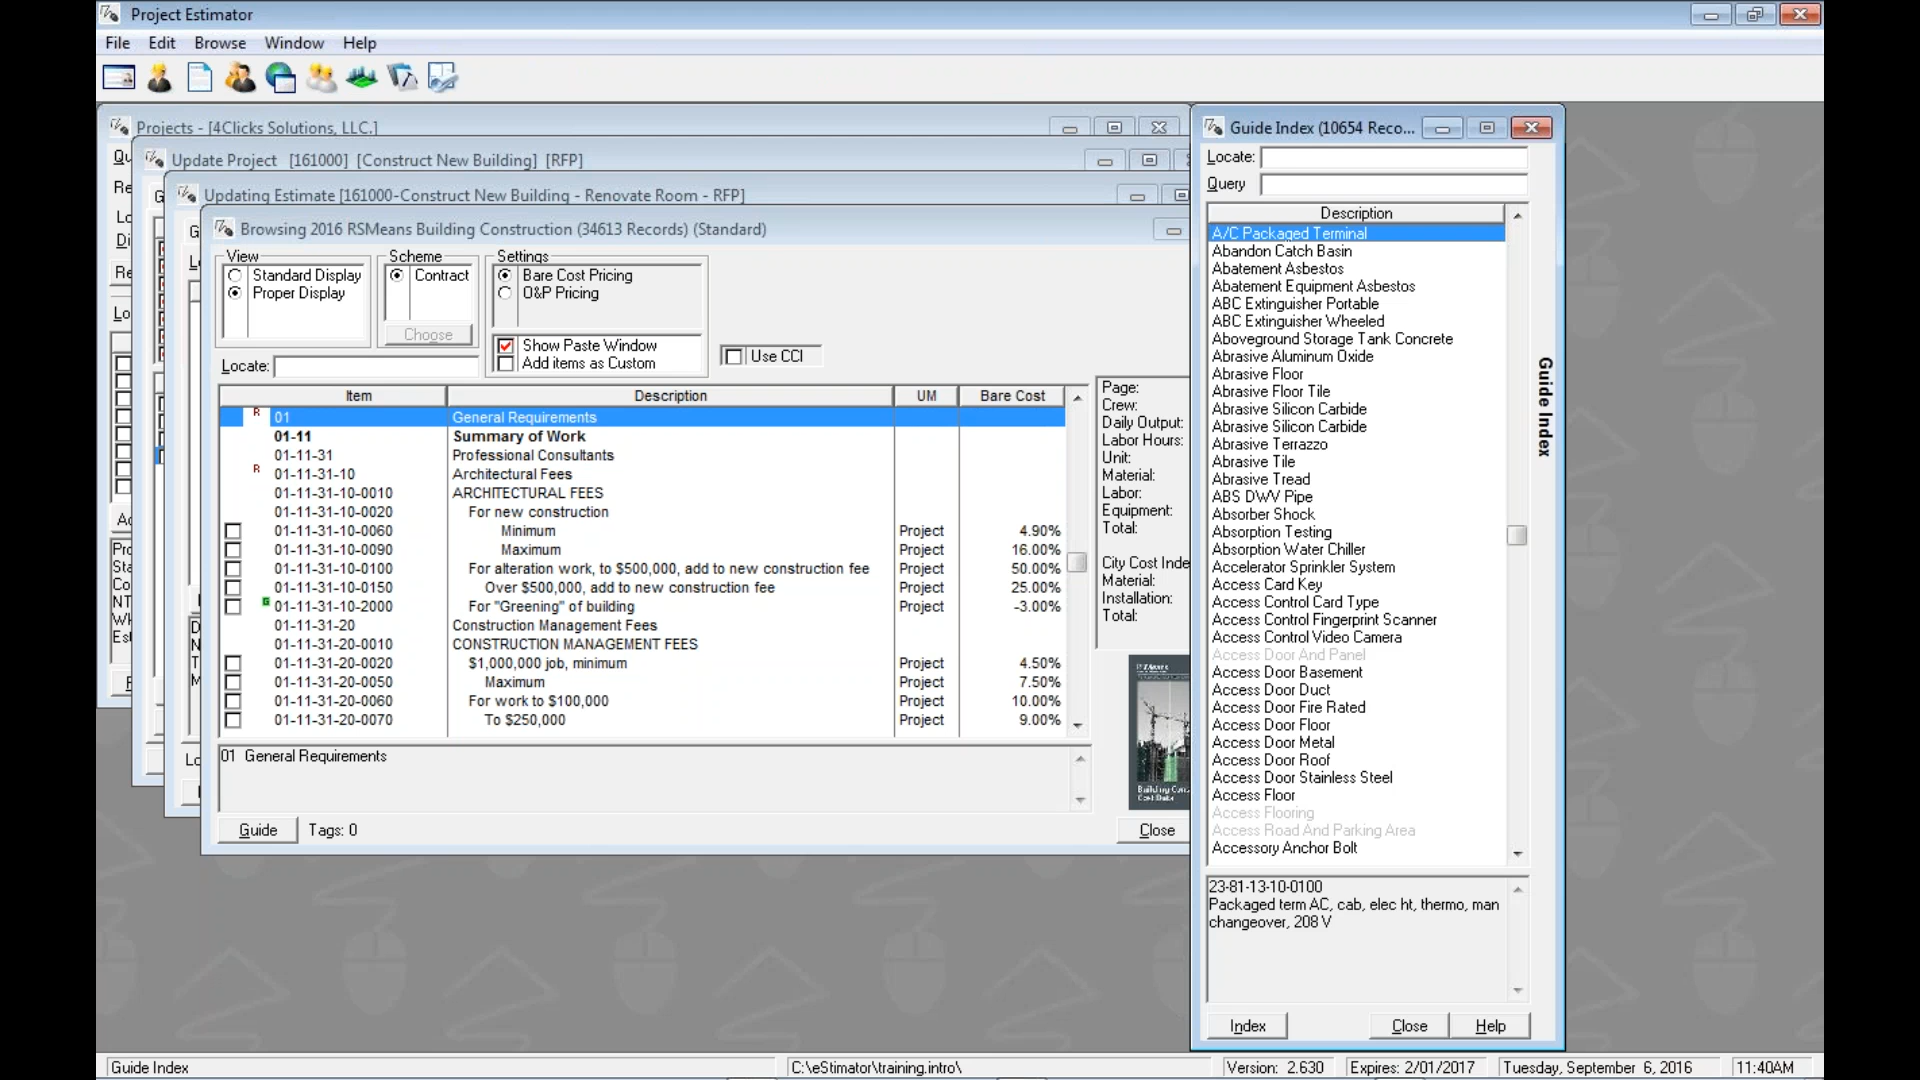 Project Estimator
File Edit Browse Window Help
Projects - [4Clicks Solutions, LLC.]
Update Project [161000] [Construct New Building] [RFP]
Updating Estimate [161000-Construct New Building - Renovate Room - RFP]
Browsing 2016 RSMeans Building Construction (34613 Records) (Standard)
View
Standard Display
Proper Display
Scheme
Contract
Choose
Settings
Bare Cost Pricing
O&P Pricing
Show Paste Window
Add items as Custom
Use CCI
Locate:
Item Description UM Bare Cost
R 01 General Requirements
01-11 Summary of Work
01-11-31 Professional Consultants
R 01-11-31-10 Architectural Fees
01-11-31-10-0010 ARCHITECTURAL FEES
01-11-31-10-0020 For new construction
01-11-31-10-0060 Minimum Project 4.90%
01-11-31-10-0090 Maximum Project 16.00%
01-11-31-10-0100 For alteration work, to $500,000, add to new construction fee Project 50.00%
01-11-31-10-0150 Over $500,000, add to new construction fee Project 25.00%
G 01-11-31-10-2000 For "Greening" of building Project -3.00%
01-11-31-20 Construction Management Fees
01-11-31-20-0010 CONSTRUCTION MANAGEMENT FEES
01-11-31-20-0020 $1,000,000 job, minimum Project 4.50%
01-11-31-20-0050 Maximum Project 7.50%
01-11-31-20-0060 For work to $100,000 Project 10.00%
01-11-31-20-0070 To $250,000 Project 9.00%
01 General Requirements
Guide Tags: 0 Close
Page:
Crew:
Daily Output:
Labor Hours:
Unit:
Material:
Labor:
Equipment:
Total:
City Cost Inde
Material:
Installation:
Total:
Guide Index (10654 Reco...
Locate:
Query
Description
A/C Packaged Terminal
Abandon Catch Basin
Abatement Asbestos
Abatement Equipment Asbestos
ABC Extinguisher Portable
ABC Extinguisher Wheeled
Aboveground Storage Tank Concrete
Abrasive Aluminum Oxide
Abrasive Floor
Abrasive Floor Tile
Abrasive Silicon Carbide
Abrasive Silicon Carbide
Abrasive Terrazzo
Abrasive Tile
Abrasive Tread
ABS DWV Pipe
Absorber Shock
Absorption Testing
Absorption Water Chiller
Accelerator Sprinkler System
Access Card Key
Access Control Card Type
Access Control Fingerprint Scanner
Access Control Video Camera
Access Door And Panel
Access Door Basement
Access Door Duct
Access Door Fire Rated
Access Door Floor
Access Door Metal
Access Door Roof
Access Door Stainless Steel
Access Floor
Access Flooring
Access Road And Parking Area
Accessory Anchor Bolt
Guide Index
23-81-13-10-0100
Packaged term AC, cab, elec ht, thermo, man
changeover, 208 V
Index Close Help
Guide Index C:\eStimator\training.intro\ Version: 2.630 Expires: 2/01/2017 Tuesday, September 6, 2016 11:40AM